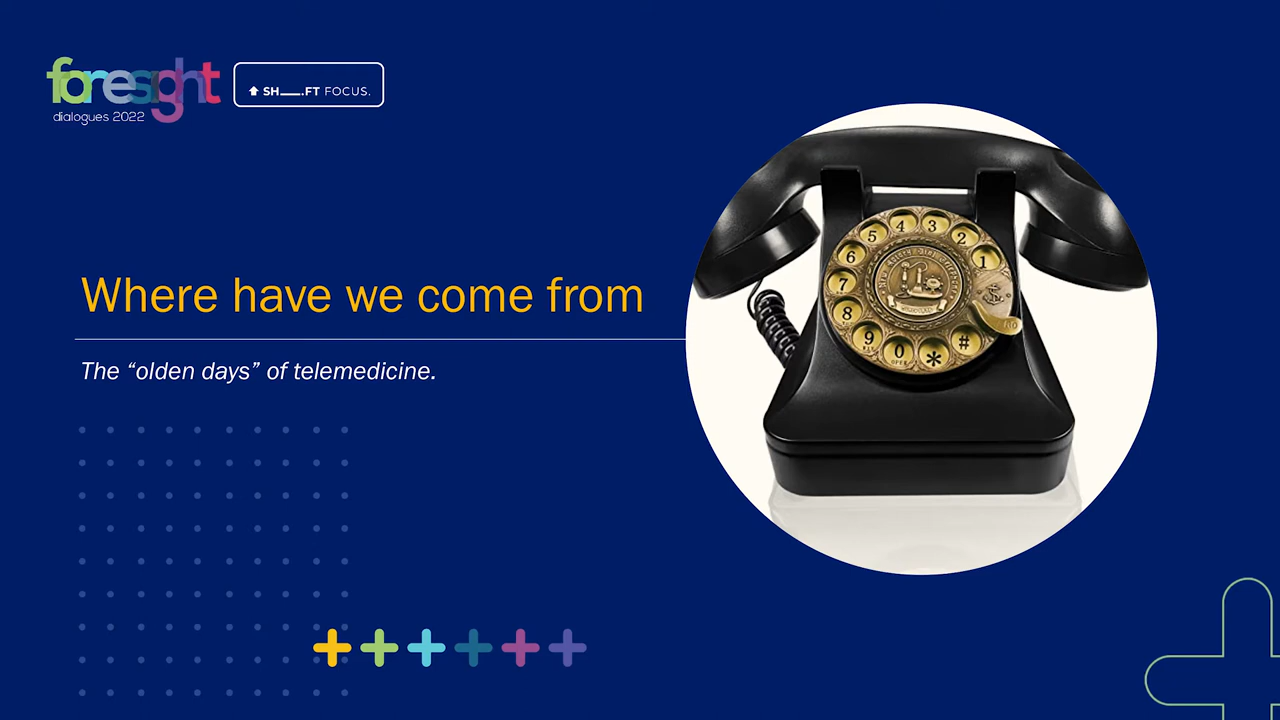 foresight
dialogues 2022
SH__.FT FOCUS.
Where have we come from
The “olden days” of telemedicine.
5 4 3 2 1
6
7
8
9 0 * #